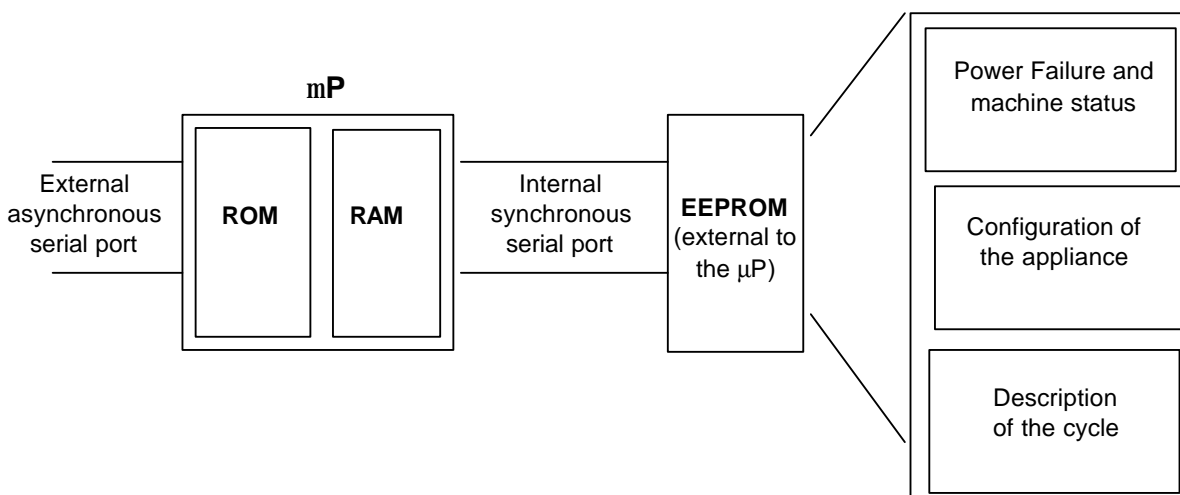 mP
External
asynchronous
serial port
ROM
RAM
Internal
synchronous
serial port
EEPROM
(external to
the μP)
Power Failure and
machine status
Configuration of
the appliance
Description
of the cycle